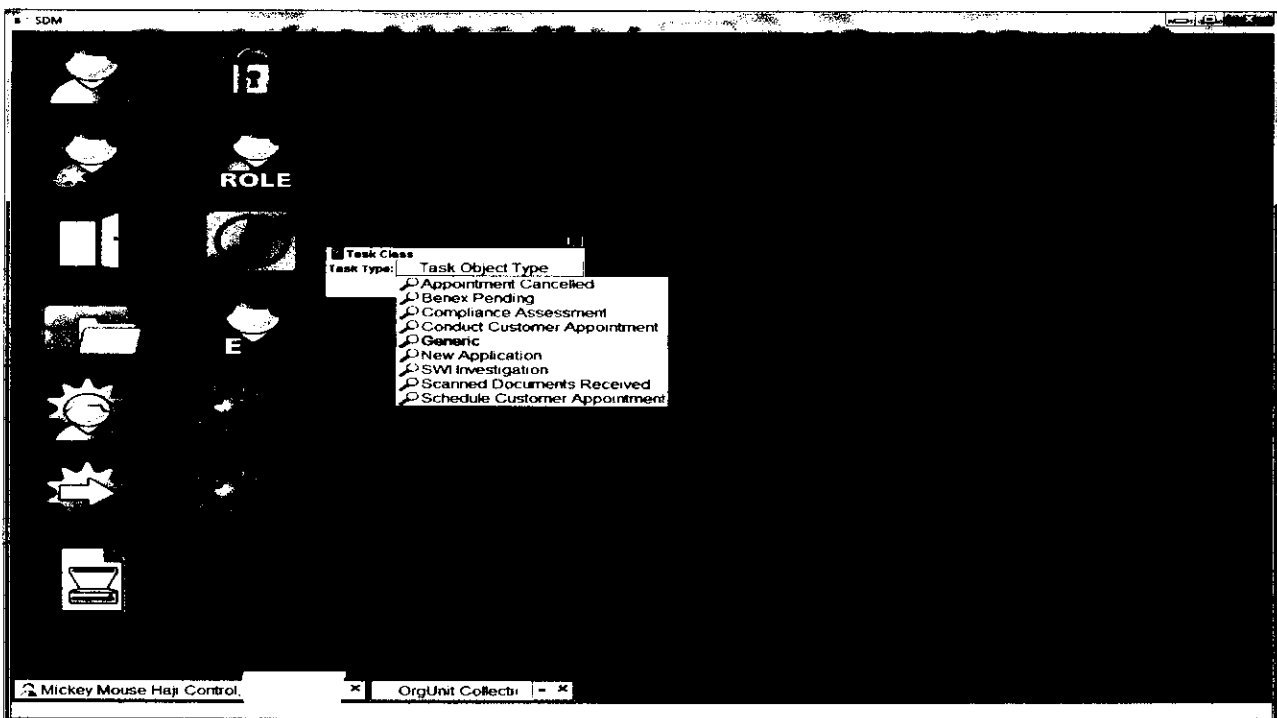 SDM
ROLE
Task Class
Task Type: Task Object Type
Appointment Cancelled
Benex Pending
Compliance Assessment
Conduct Customer Appointment
Generic
New Application
SWI Investigation
Scanned Documents Received
Schedule Customer Appointment
E
Mickey Mouse Haji Control,
OrgUnit Collecti